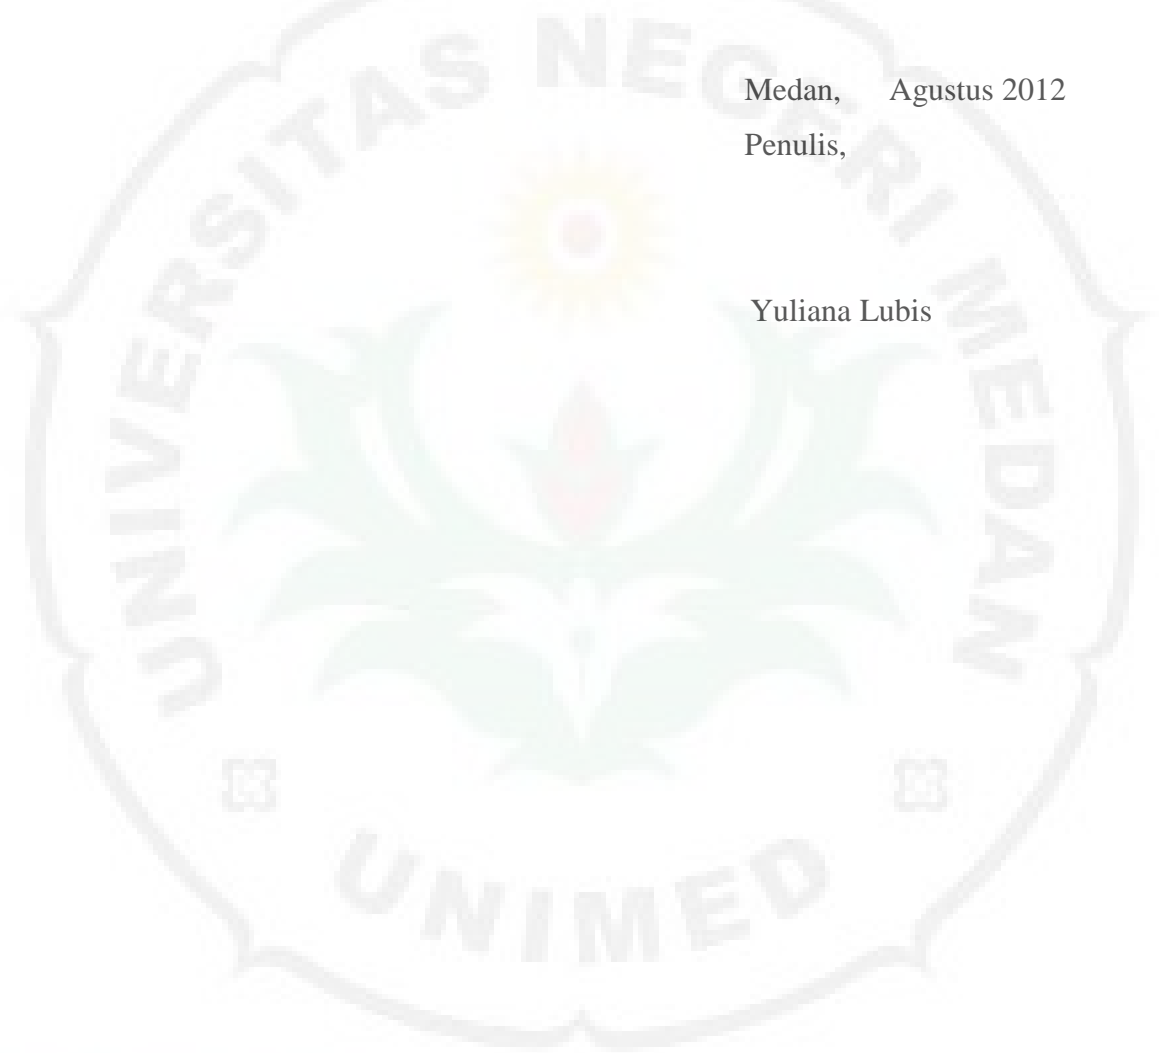 UNIVERSITAS NEGERI MEDAN
Medan, Agustus 2012
Penulis,
Yuliana Lubis
UNIMED